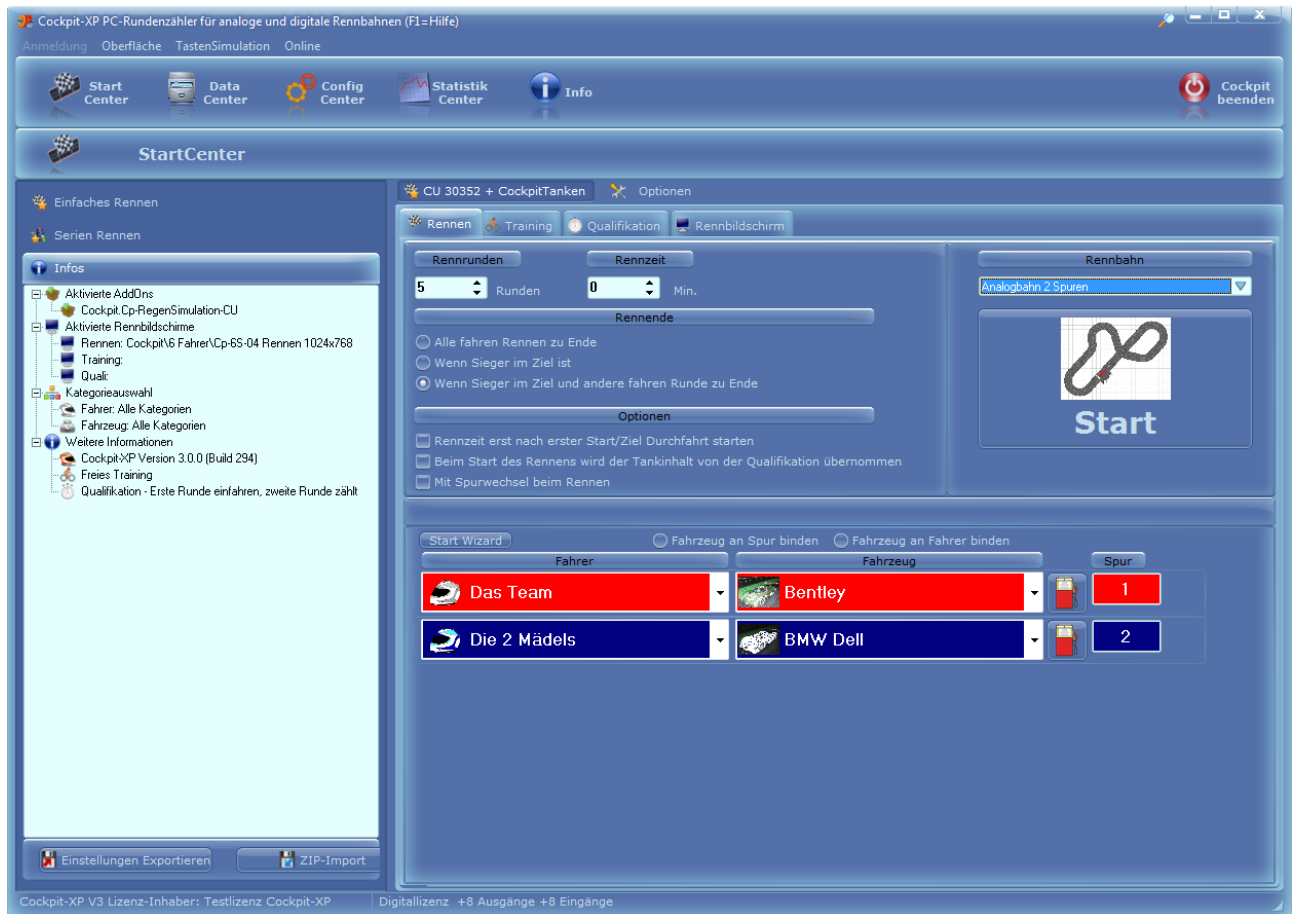 Cockpit-XP PC-Rundenzähler für analoge und digitale Rennbahnen (F1=Hilfe)
Anmeldung Oberfläche TastenSimulation Online
Start Center Data Center Config Center Statistik Center Info Cockpit beenden
StartCenter
Einfaches Rennen
Serien Rennen
Infos
Aktivierte AddOns
Cockpit.Cp-RegenSimulation-CU
Aktivierte Rennbildschirme
Rennen: Cockpit\6 Fahrer\Cp-6S-04 Rennen 1024x768
Training:
Quali:
Kategorieauswahl
Fahrer: Alle Kategorien
Fahrzeug: Alle Kategorien
Weitere Informationen
Cockpit-XP Version 3.0.0 (Build 294)
Freies Training
Qualifikation - Erste Runde einfahren, zweite Runde zählt
Einstellungen Exportieren ZIP-Import
CU 30352 + CockpitTanken Optionen
Rennen Training Qualifikation Rennbildschirm
Rennrunden Rennzeit
5 Runden 0 Min.
Rennende
Alle fahren Rennen zu Ende
Wenn Sieger im Ziel ist
Wenn Sieger im Ziel und andere fahren Runde zu Ende
Optionen
Rennzeit erst nach erster Start/Ziel Durchfahrt starten
Beim Start des Rennens wird der Tankinhalt von der Qualifikation übernommen
Mit Spurwechsel beim Rennen
Rennbahn
Analogbahn 2 Spuren
Start
Start Wizard Fahrzeug an Spur binden Fahrzeug an Fahrer binden
Fahrer Fahrzeug Spur
Das Team Bentley 1
Die 2 Mädels BMW Dell 2
Cockpit-XP V3 Lizenz-Inhaber: Testlizenz Cockpit-XP Digitallizenz +8 Ausgänge +8 Eingänge